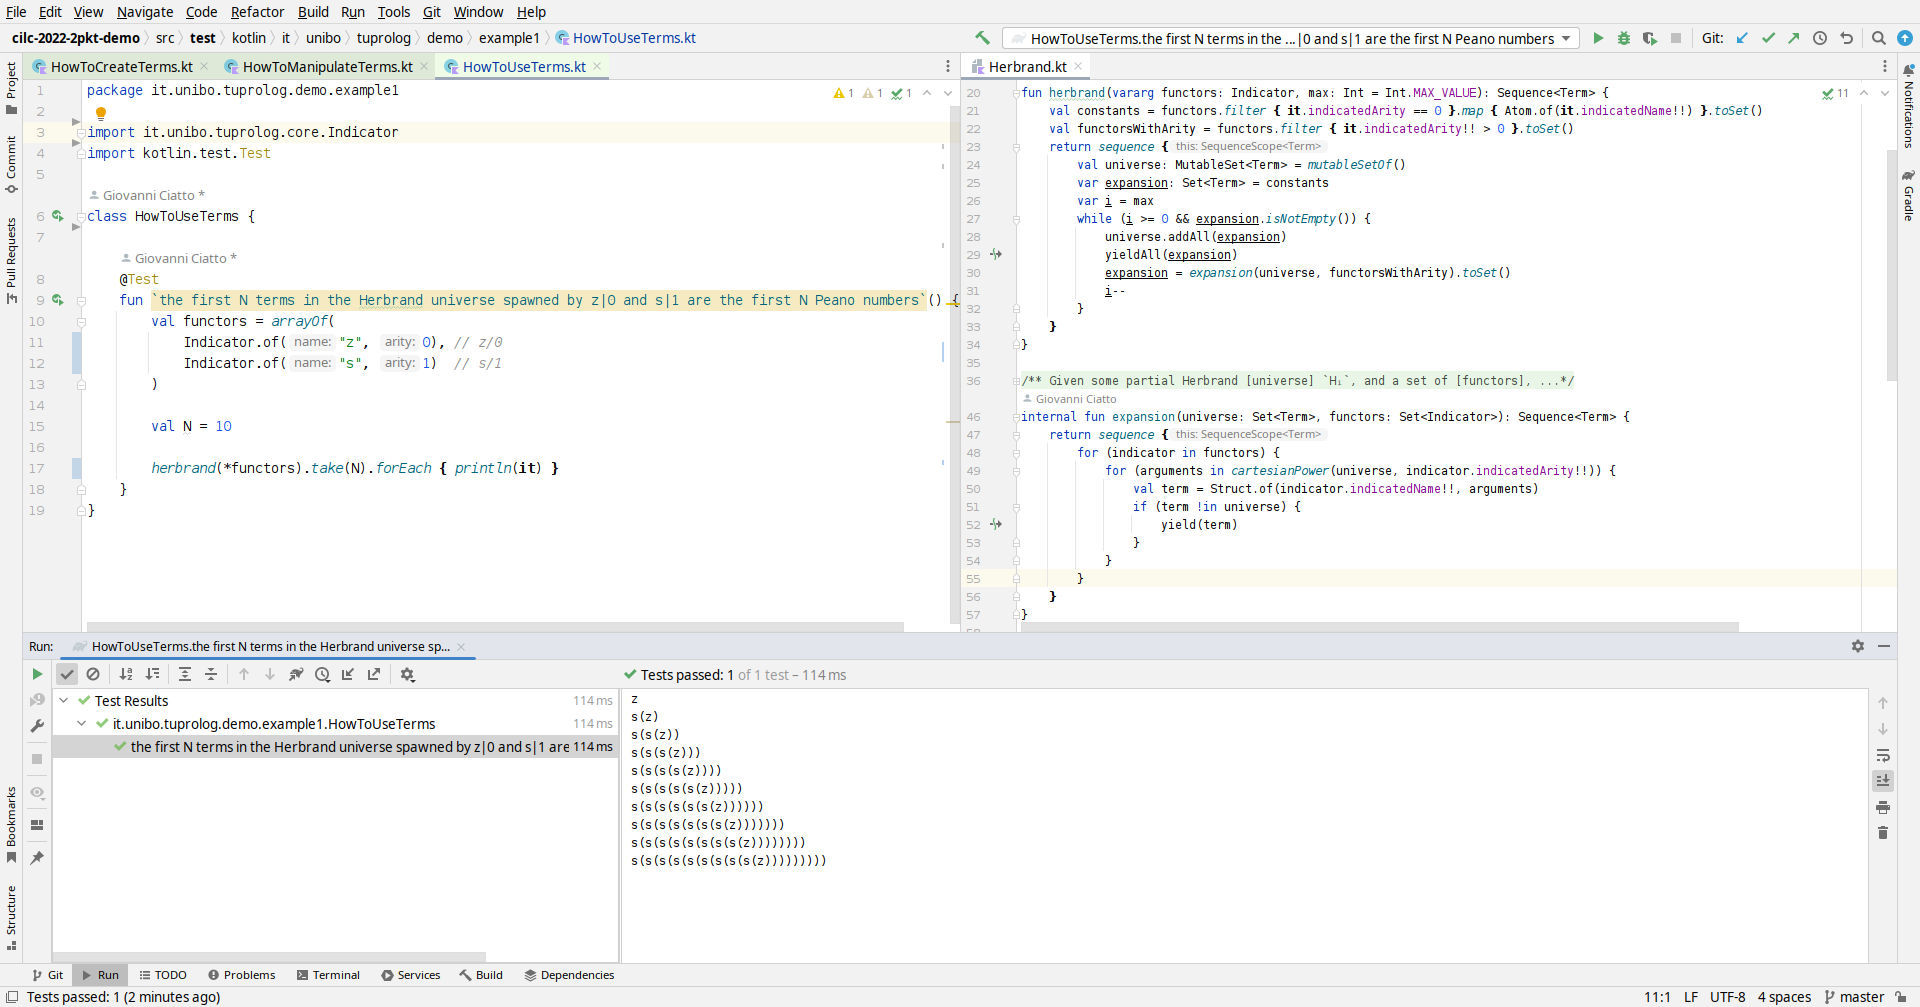 File Edit View Navigate Code Refactor Build Run Tools Git Window Help
cilc-2022-2pkt-demo src test kotlin it unibo tuprolog demo example1 HowToUseTerms.kt
HowToUseTerms.the first N terms in the ...|0 and s|1 are the first N Peano numbers Git:
HowToCreateTerms.kt HowToManipulateTerms.kt HowToUseTerms.kt
Project
Commit
Pull Requests
1 package it.unibo.tuprolog.demo.example1
1 1 1
2
3 import it.unibo.tuprolog.core.Indicator
4 import kotlin.test.Test
5
Giovanni Ciatto *
6 class HowToUseTerms {
7
Giovanni Ciatto *
8 @Test
9 fun `the first N terms in the Herbrand universe spawned by z|0 and s|1 are the first N Peano numbers`() {
10 val functors = arrayOf(
11 Indicator.of( name: "z", arity: 0), // z/0
12 Indicator.of( name: "s", arity: 1) // s/1
13 )
14
15 val N = 10
16
17 herbrand(*functors).take(N).forEach { println(it) }
18 }
19 }
Herbrand.kt
11
20 fun herbrand(vararg functors: Indicator, max: Int = Int.MAX_VALUE): Sequence<Term> {
21 val constants = functors.filter { it.indicatedArity == 0 }.map { Atom.of(it.indicatedName!!) }.toSet()
22 val functorsWithArity = functors.filter { it.indicatedArity!! > 0 }.toSet()
23 return sequence { this: SequenceScope<Term>
24 val universe: MutableSet<Term> = mutableSetOf()
25 var expansion: Set<Term> = constants
26 var i = max
27 while (i >= 0 && expansion.isNotEmpty()) {
28 universe.addAll(expansion)
29 yieldAll(expansion)
30 expansion = expansion(universe, functorsWithArity).toSet()
31 i--
32 }
33 }
34 }
35
36 /** Given some partial Herbrand [universe] `Hᵢ`, and a set of [functors], ...*/
Giovanni Ciatto
46 internal fun expansion(universe: Set<Term>, functors: Set<Indicator>): Sequence<Term> {
47 return sequence { this: SequenceScope<Term>
48 for (indicator in functors) {
49 for (arguments in cartesianPower(universe, indicator.indicatedArity!!)) {
50 val term = Struct.of(indicator.indicatedName!!, arguments)
51 if (term !in universe) {
52 yield(term)
53 }
54 }
55 }
56 }
57 }
Notifications
Gradle
Run: HowToUseTerms.the first N terms in the Herbrand universe sp...
Tests passed: 1 of 1 test – 114 ms
Test Results 114 ms
it.unibo.tuprolog.demo.example1.HowToUseTerms 114 ms
the first N terms in the Herbrand universe spawned by z|0 and s|1 are 114 ms
z
s(z)
s(s(z))
s(s(s(z)))
s(s(s(s(z))))
s(s(s(s(s(z)))))
s(s(s(s(s(s(z))))))
s(s(s(s(s(s(s(z)))))))
s(s(s(s(s(s(s(s(z))))))))
s(s(s(s(s(s(s(s(s(z)))))))))
Bookmarks
Structure
Git Run TODO Problems Terminal Services Build Dependencies
Tests passed: 1 (2 minutes ago) 11:1 LF UTF-8 4 spaces master